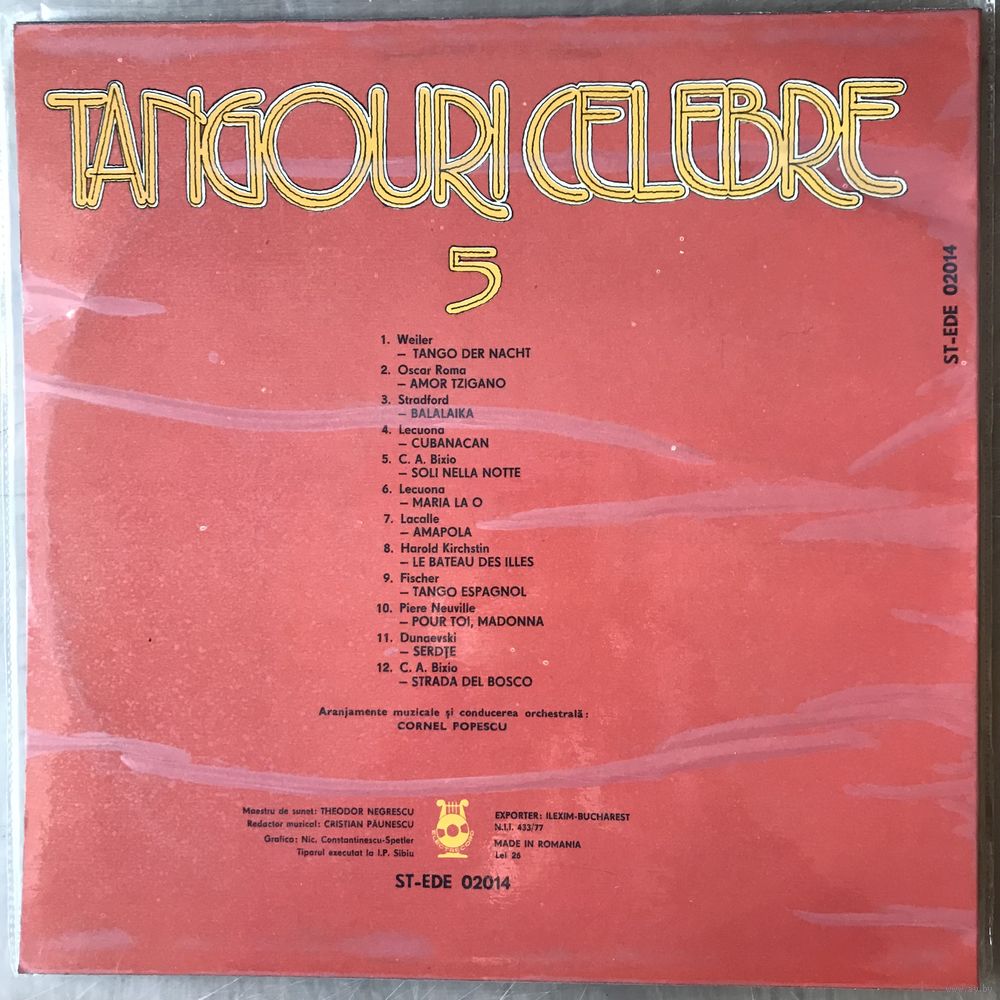 TANGOURI CELEBRE
5
ST-EDE 02014
1. Weiler
– TANGO DER NACHT
2. Oscar Roma
– AMOR TZIGANO
3. Stradford
– BALALAIKA
4. Lecuona
– CUBANACAN
5. C. A. Bixio
– SOLI NELLA NOTTE
6. Lecuona
– MARIA LA O
7. Lacalle
– AMAPOLA
8. Harold Kirchstin
– LE BATEAU DES ILLES
9. Fischer
– TANGO ESPAGNOL
10. Piere Neuville
– POUR TOI, MADONNA
11. Dunaevski
– SERDȚE
12. C. A. Bixio
– STRADA DEL BOSCO
Aranjamente muzicale și conducerea orchestrală:
CORNEL POPESCU
Maestru de sunet: THEODOR NEGRESCU
Redactor muzical: CRISTIAN PĂUNESCU
Grafica: Nic. Constantinescu-Spetler
Tiparul executat la I.P. Sibiu
ELECTRECORD
EXPORTER: ILEXIM-BUCHAREST
N.I.I. 433/77
MADE IN ROMANIA
Lei 26
ST-EDE 02014